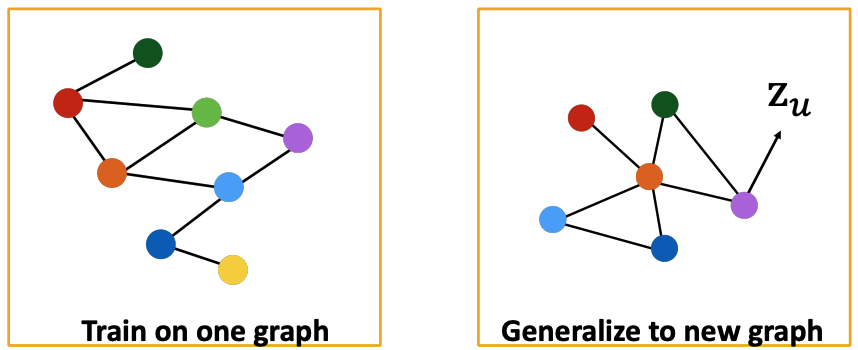 z_u
Train on one graph
Generalize to new graph